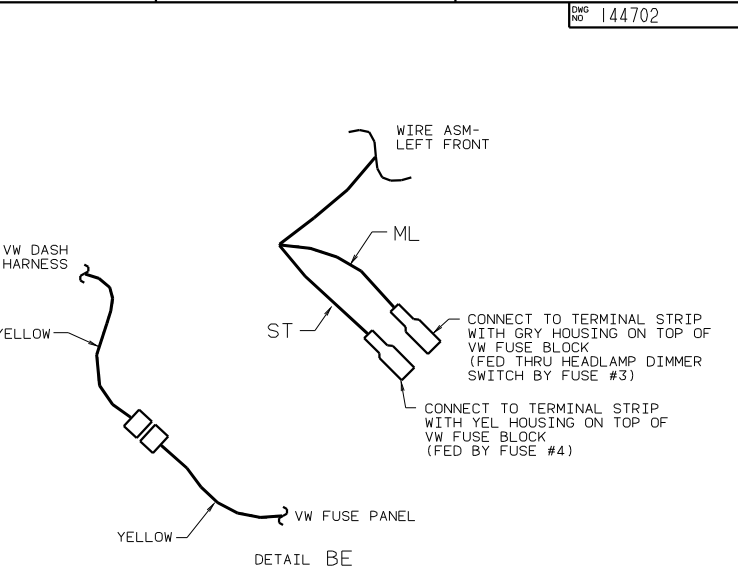 DWG
NO 144702
WIRE ASM-
LEFT FRONT
ML
VW DASH
HARNESS
YELLOW
ST
CONNECT TO TERMINAL STRIP
WITH GRY HOUSING ON TOP OF
VW FUSE BLOCK
(FED THRU HEADLAMP DIMMER
SWITCH BY FUSE #3)
CONNECT TO TERMINAL STRIP
WITH YEL HOUSING ON TOP OF
VW FUSE BLOCK
(FED BY FUSE #4)
VW FUSE PANEL
YELLOW
DETAIL BE